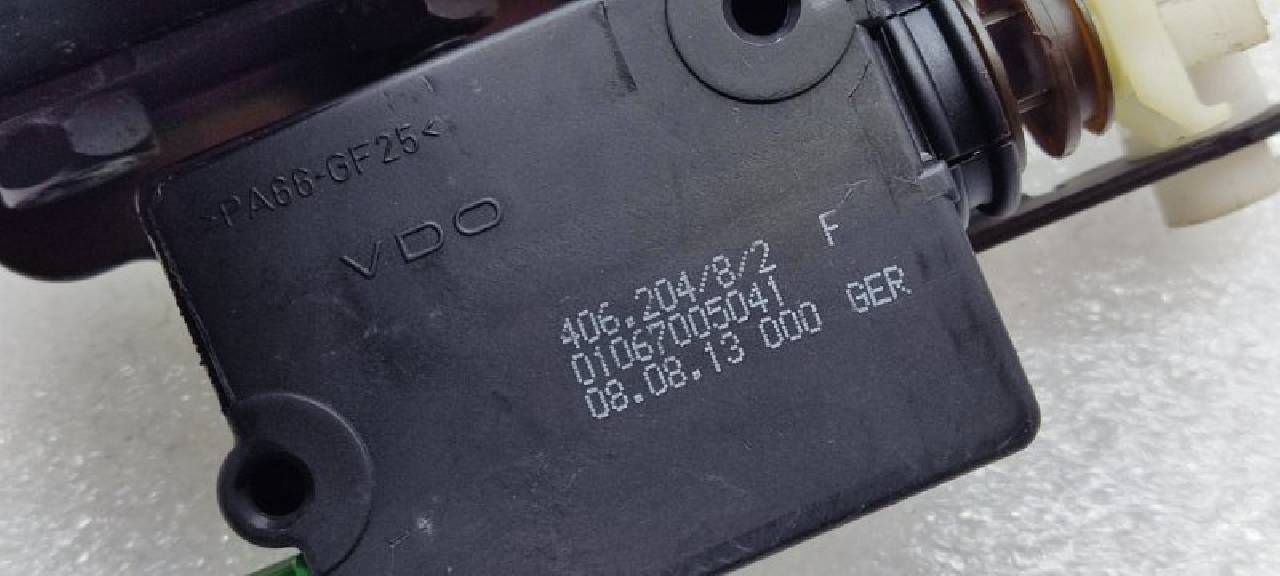 >PA66-GF25<
VDO
406.204/8/2 F
01067005041
08.08.13 000 GER